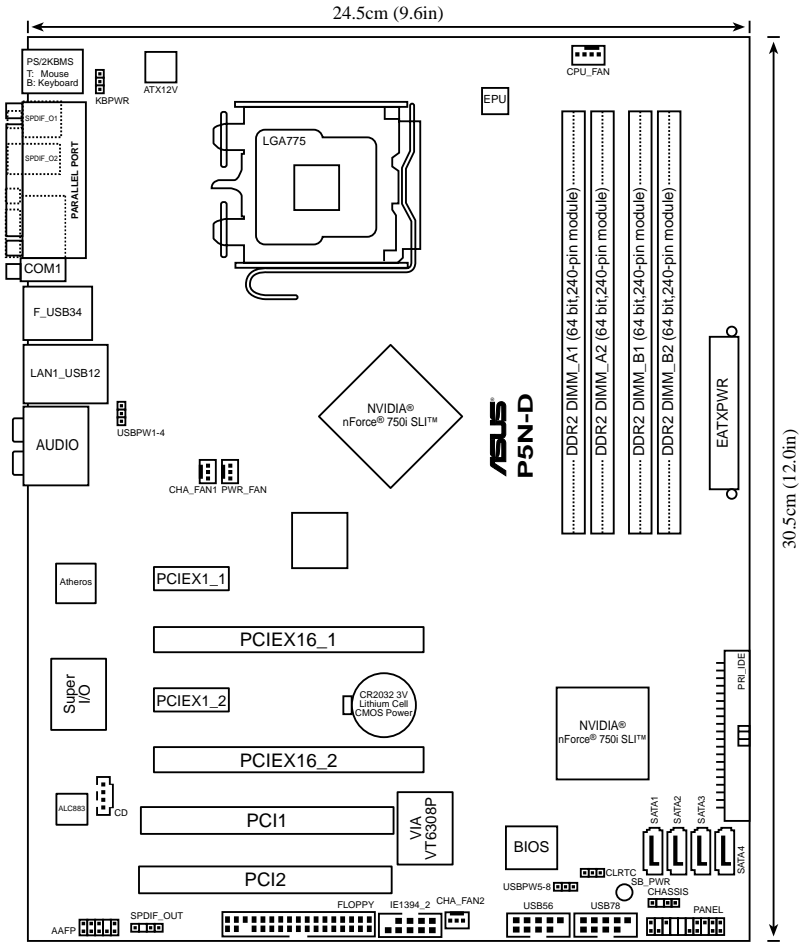 24.5cm (9.6in)
PS/2KBMS
T: Mouse
B: Keyboard
KBPWR
ATX12V
CPU_FAN
EPU
SPDIF_O1
SPDIF_O2
PARALLEL PORT
LGA775
COM1
F_USB34
LAN1_USB12
USBPW1-4
AUDIO
CHA_FAN1 PWR_FAN
NVIDIA®
nForce® 750i SLI™
ASUS®
P5N-D
DDR2 DIMM_A1 (64 bit,240-pin module)
DDR2 DIMM_A2 (64 bit,240-pin module)
DDR2 DIMM_B1 (64 bit,240-pin module)
DDR2 DIMM_B2 (64 bit,240-pin module)
EATXPWR
30.5cm (12.0in)
Atheros
PCIEX1_1
PCIEX16_1
Super
I/O
PCIEX1_2
CR2032 3V
Lithium Cell
CMOS Power
NVIDIA®
nForce® 750i SLI™
PRI_IDE
PCIEX16_2
ALC883
CD
PCI1
VIA
VT6308P
BIOS
SATA1
SATA2
SATA3
SATA4
PCI2
CLRTC
USBPW5-8
SB_PWR
CHASSIS
AAFP
SPDIF_OUT
FLOPPY
IE1394_2
CHA_FAN2
USB56
USB78
PANEL